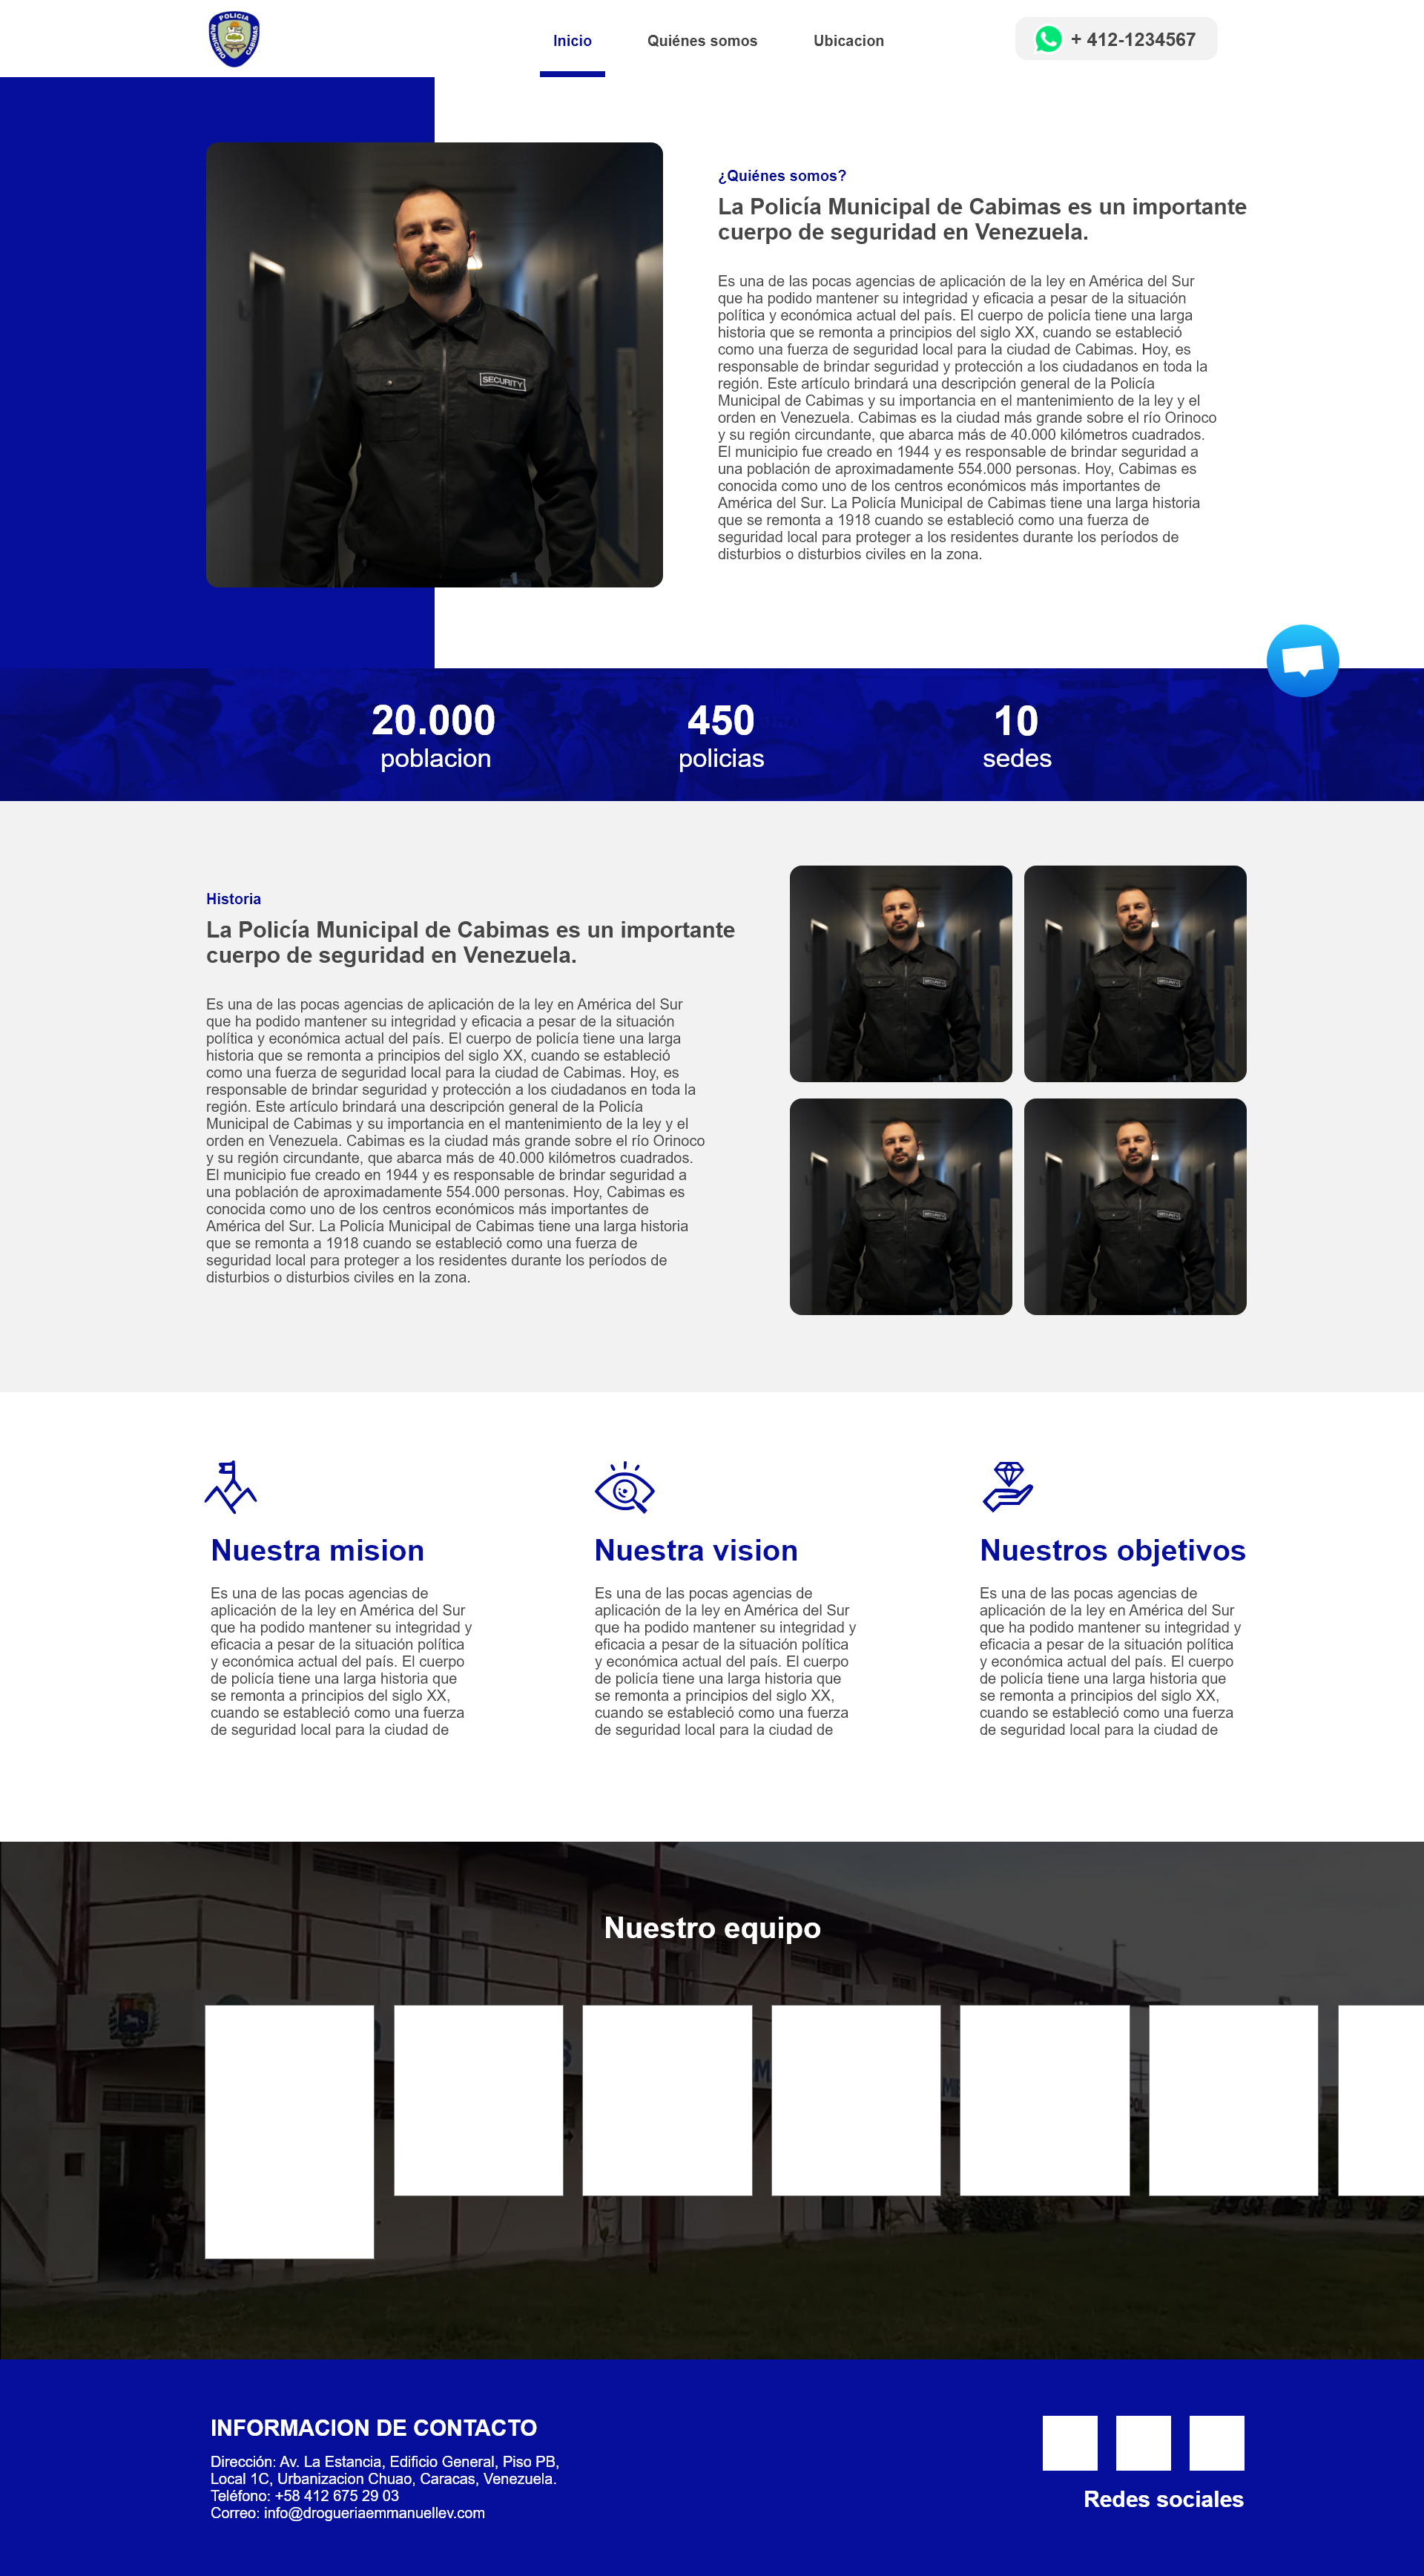 POLICIA
MUNICIPIO CABIMAS
Inicio
Quiénes somos
Ubicacion
+ 412-1234567
¿Quiénes somos?
La Policía Municipal de Cabimas es un importante
cuerpo de seguridad en Venezuela.
Es una de las pocas agencias de aplicación de la ley en América del Sur
que ha podido mantener su integridad y eficacia a pesar de la situación
política y económica actual del país. El cuerpo de policía tiene una larga
historia que se remonta a principios del siglo XX, cuando se estableció
como una fuerza de seguridad local para la ciudad de Cabimas. Hoy, es
responsable de brindar seguridad y protección a los ciudadanos en toda la
región. Este artículo brindará una descripción general de la Policía
Municipal de Cabimas y su importancia en el mantenimiento de la ley y el
orden en Venezuela. Cabimas es la ciudad más grande sobre el río Orinoco
y su región circundante, que abarca más de 40.000 kilómetros cuadrados.
El municipio fue creado en 1944 y es responsable de brindar seguridad a
una población de aproximadamente 554.000 personas. Hoy, Cabimas es
conocida como uno de los centros económicos más importantes de
América del Sur. La Policía Municipal de Cabimas tiene una larga historia
que se remonta a 1918 cuando se estableció como una fuerza de
seguridad local para proteger a los residentes durante los períodos de
disturbios o disturbios civiles en la zona.
SECURITY
20.000
poblacion
450
policias
10
sedes
Historia
La Policía Municipal de Cabimas es un importante
cuerpo de seguridad en Venezuela.
Es una de las pocas agencias de aplicación de la ley en América del Sur
que ha podido mantener su integridad y eficacia a pesar de la situación
política y económica actual del país. El cuerpo de policía tiene una larga
historia que se remonta a principios del siglo XX, cuando se estableció
como una fuerza de seguridad local para la ciudad de Cabimas. Hoy, es
responsable de brindar seguridad y protección a los ciudadanos en toda la
región. Este artículo brindará una descripción general de la Policía
Municipal de Cabimas y su importancia en el mantenimiento de la ley y el
orden en Venezuela. Cabimas es la ciudad más grande sobre el río Orinoco
y su región circundante, que abarca más de 40.000 kilómetros cuadrados.
El municipio fue creado en 1944 y es responsable de brindar seguridad a
una población de aproximadamente 554.000 personas. Hoy, Cabimas es
conocida como uno de los centros económicos más importantes de
América del Sur. La Policía Municipal de Cabimas tiene una larga historia
que se remonta a 1918 cuando se estableció como una fuerza de
seguridad local para proteger a los residentes durante los períodos de
disturbios o disturbios civiles en la zona.
SECURITY
SECURITY
SECURITY
SECURITY
Nuestra mision
Es una de las pocas agencias de
aplicación de la ley en América del Sur
que ha podido mantener su integridad y
eficacia a pesar de la situación política
y económica actual del país. El cuerpo
de policía tiene una larga historia que
se remonta a principios del siglo XX,
cuando se estableció como una fuerza
de seguridad local para la ciudad de
Nuestra vision
Es una de las pocas agencias de
aplicación de la ley en América del Sur
que ha podido mantener su integridad y
eficacia a pesar de la situación política
y económica actual del país. El cuerpo
de policía tiene una larga historia que
se remonta a principios del siglo XX,
cuando se estableció como una fuerza
de seguridad local para la ciudad de
Nuestros objetivos
Es una de las pocas agencias de
aplicación de la ley en América del Sur
que ha podido mantener su integridad y
eficacia a pesar de la situación política
y económica actual del país. El cuerpo
de policía tiene una larga historia que
se remonta a principios del siglo XX,
cuando se estableció como una fuerza
de seguridad local para la ciudad de
Nuestro equipo
INFORMACION DE CONTACTO
Dirección: Av. La Estancia, Edificio General, Piso PB,
Local 1C, Urbanizacion Chuao, Caracas, Venezuela.
Teléfono: +58 412 675 29 03
Correo: info@drogueriaemmanuellev.com
Redes sociales